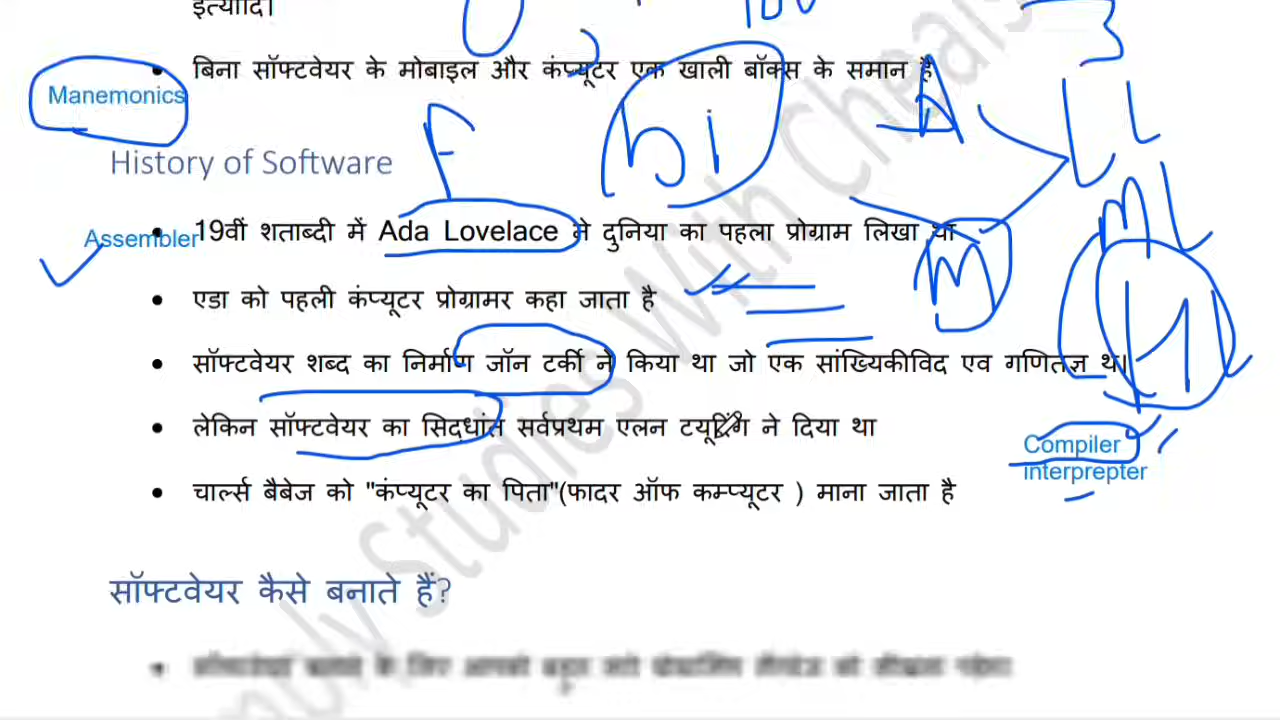 इत्यादि।
बिना सॉफ्टवेयर के मोबाइल और कंप्यूटर एक खाली बॉक्स के समान है
Manemonics
History of Software
Assembler
19वीं शताब्दी में Ada Lovelace ने दुनिया का पहला प्रोग्राम लिखा था
एडा को पहली कंप्यूटर प्रोग्रामर कहा जाता है
सॉफ्टवेयर शब्द का निर्माण जॉन टर्की ने किया था जो एक सांख्यिकीविद एव गणितज्ञ थे।
लेकिन सॉफ्टवेयर का सिद्धांत सर्वप्रथम एलन टयूरिंग ने दिया था
Compiler
interprepter
चार्ल्स बैबेज को "कंप्यूटर का पिता"(फादर ऑफ कम्प्यूटर ) माना जाता है
सॉफ्टवेयर कैसे बनाते हैं?